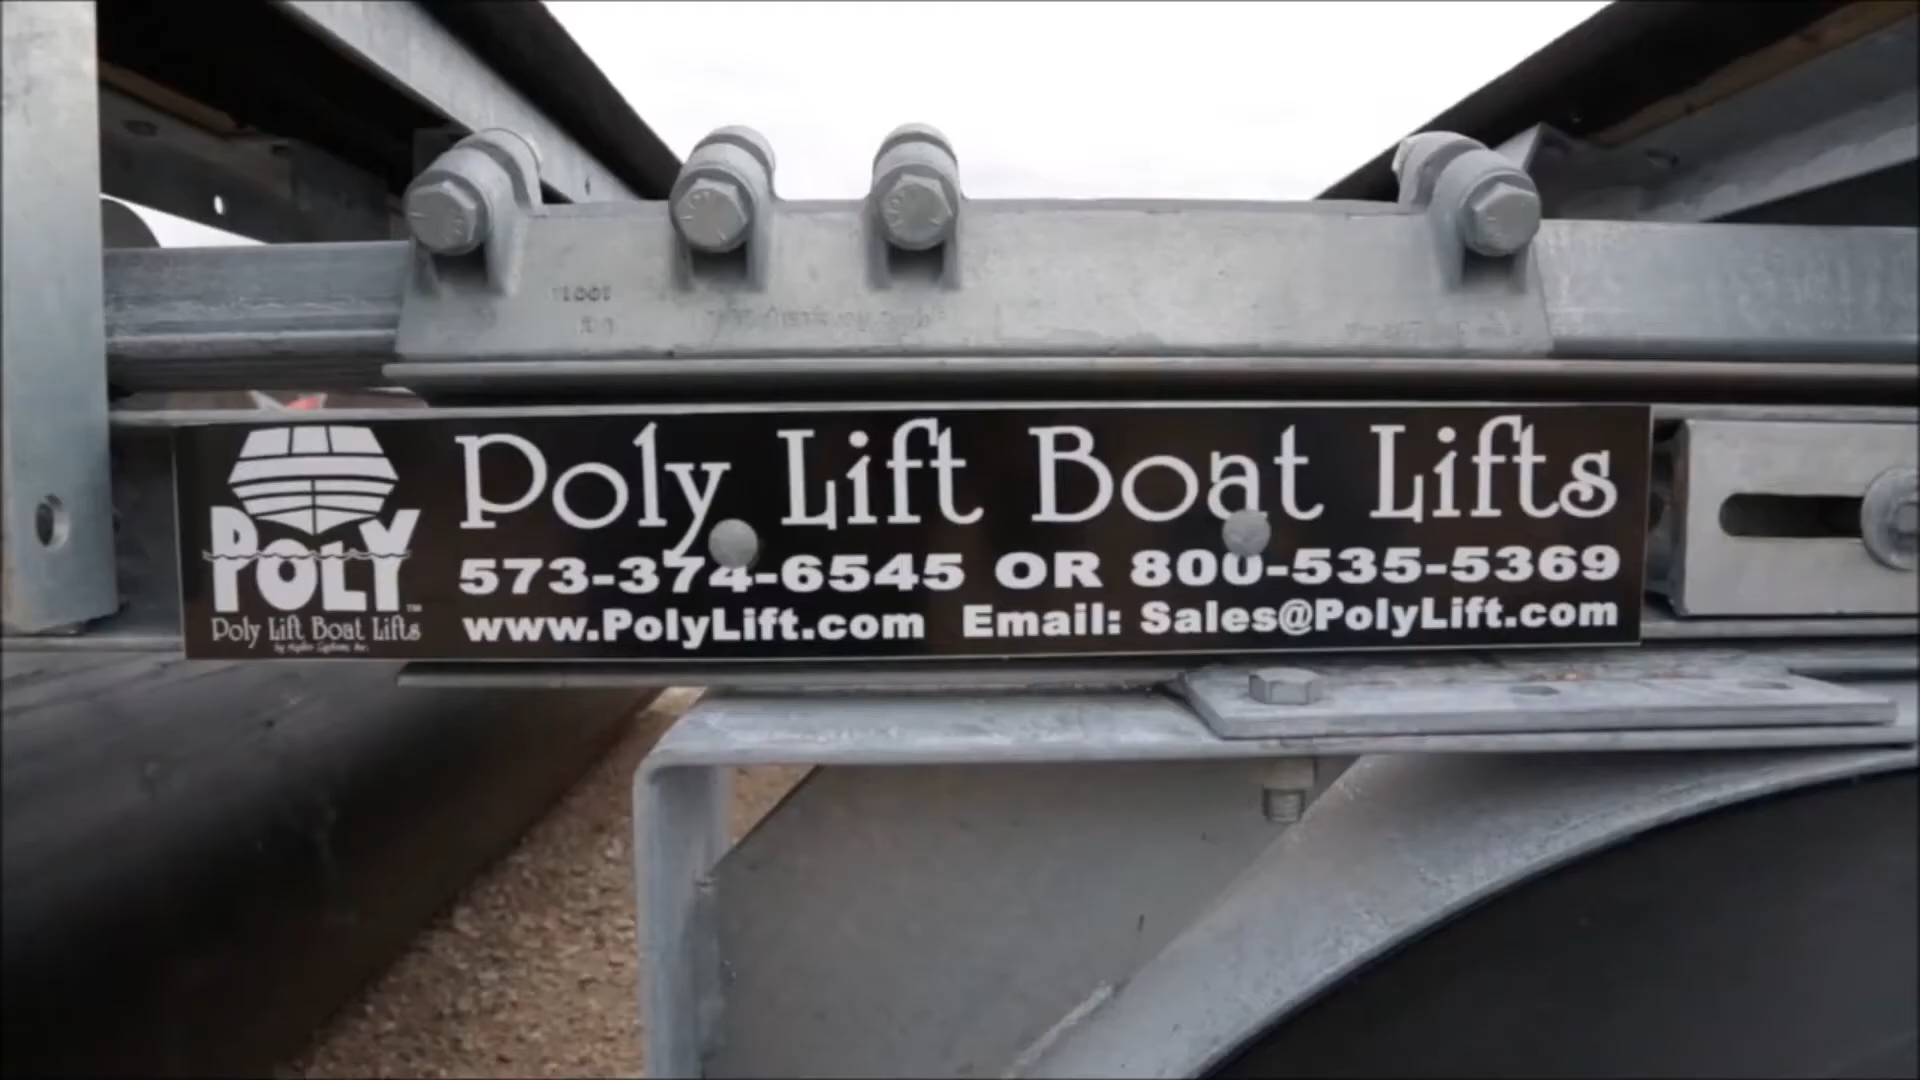 Poly Lift Boat Lifts
573-374-6545 OR 800-535-5369
www.PolyLift.com Email: Sales@PolyLift.com
POLY™
Poly Lift Boat Lifts